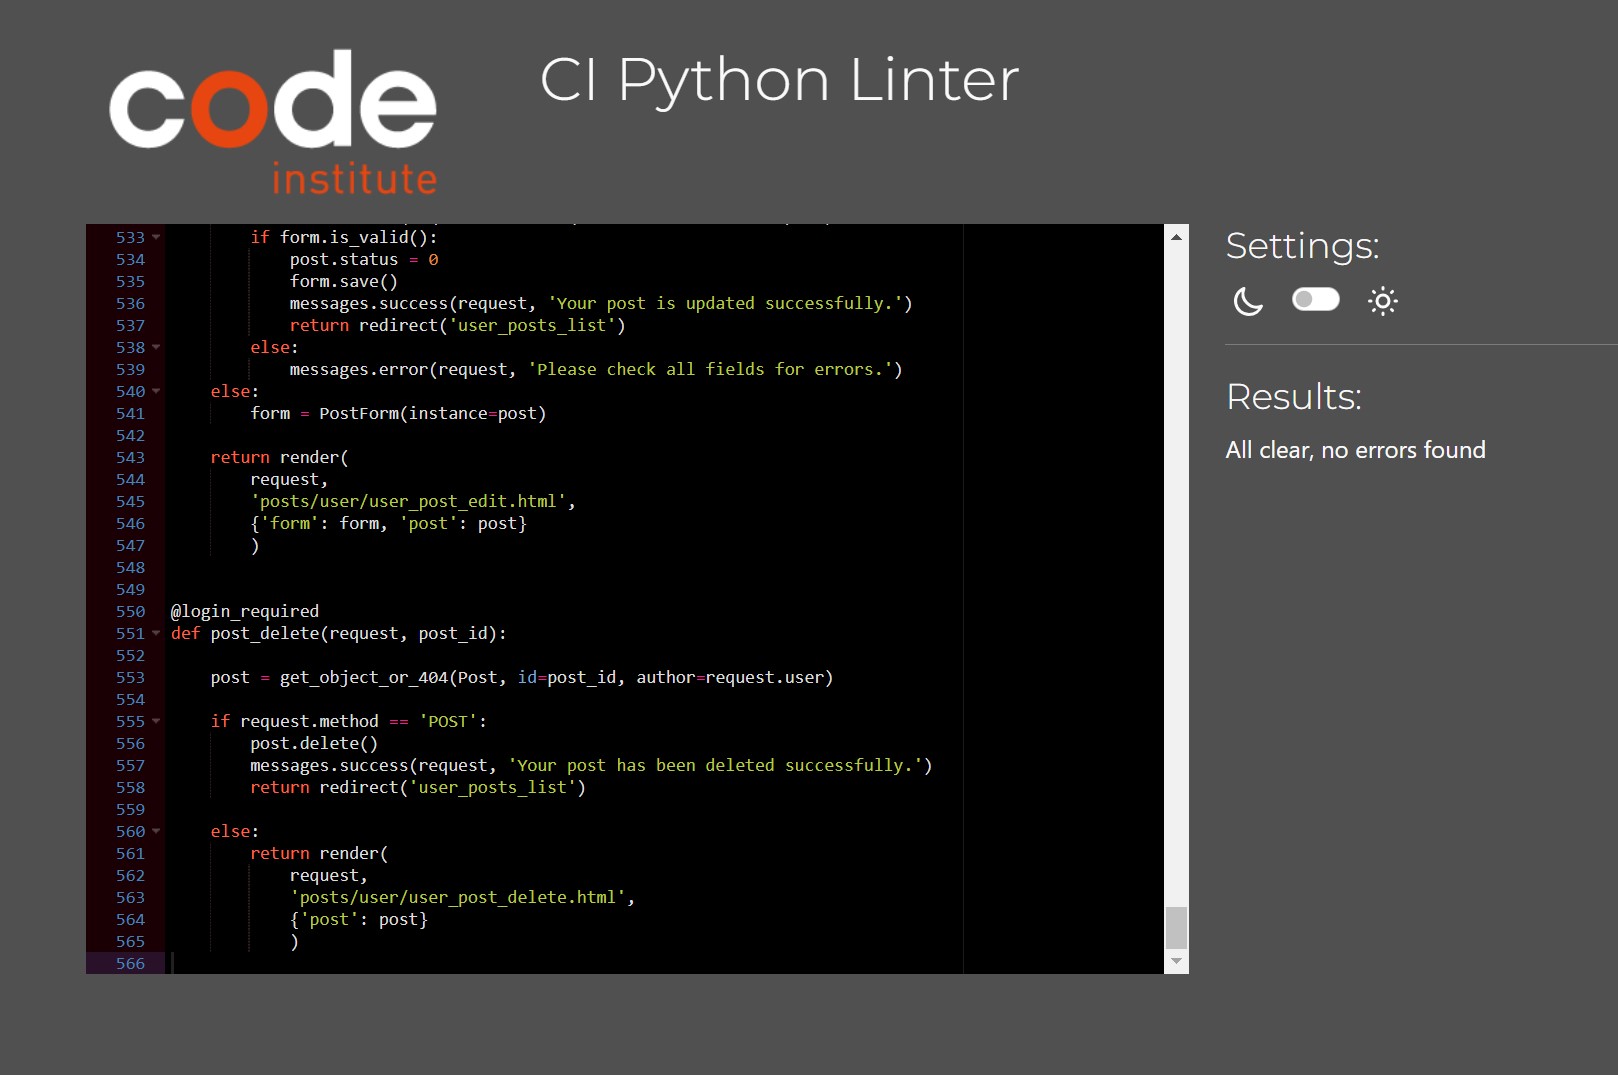 code
institute
CI Python Linter
533 if form.is_valid():
534 post.status = 0
535 form.save()
536 messages.success(request, 'Your post is updated successfully.')
537 return redirect('user_posts_list')
538 else:
539 messages.error(request, 'Please check all fields for errors.')
540 else:
541 form = PostForm(instance=post)
542
543 return render(
544 request,
545 'posts/user/user_post_edit.html',
546 {'form': form, 'post': post}
547 )
548
549
550 @login_required
551 def post_delete(request, post_id):
552
553 post = get_object_or_404(Post, id=post_id, author=request.user)
554
555 if request.method == 'POST':
556 post.delete()
557 messages.success(request, 'Your post has been deleted successfully.')
558 return redirect('user_posts_list')
559
560 else:
561 return render(
562 request,
563 'posts/user/user_post_delete.html',
564 {'post': post}
565 )
566
Settings:
Results:
All clear, no errors found